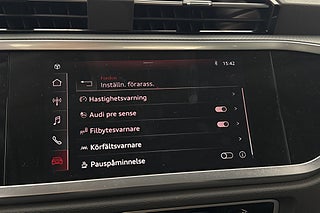 15:42
Fordon
Inställn. förarass.
Hastighetsvarning
Audi pre sense
Filbytesvarnare
Körfältsvarnare
Pauspåminnelse